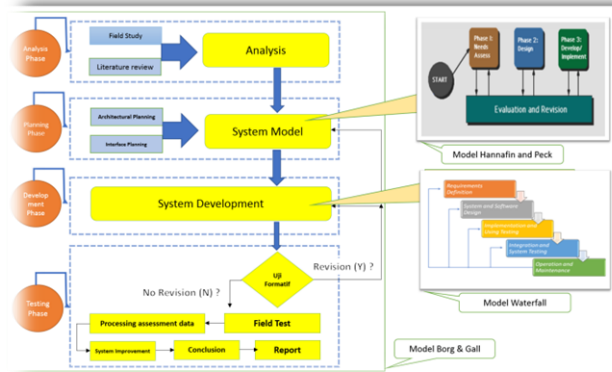 Analysis
Phase
Field Study
Literature review
Analysis
Planning
Phase
Architectural Planning
Interface Planning
System Model
Develop
ment
Phase
System Development
Testing
Phase
Uji
Formatif
Revision (Y) ?
No Revision (N) ?
Processing assessment data
Field Test
System Improvement
Conclusion
Report
START
Phase 1:
Needs
Assess
Phase 2:
Design
Phase 3:
Develop/
Implement
Evaluation and Revision
Model Hannafin and Peck
Requirements
Definition
System and Software
Design
Implementation and
Using Testing
Integration and
System Testing
Operation and
Maintenance
Model Waterfall
Model Borg & Gall